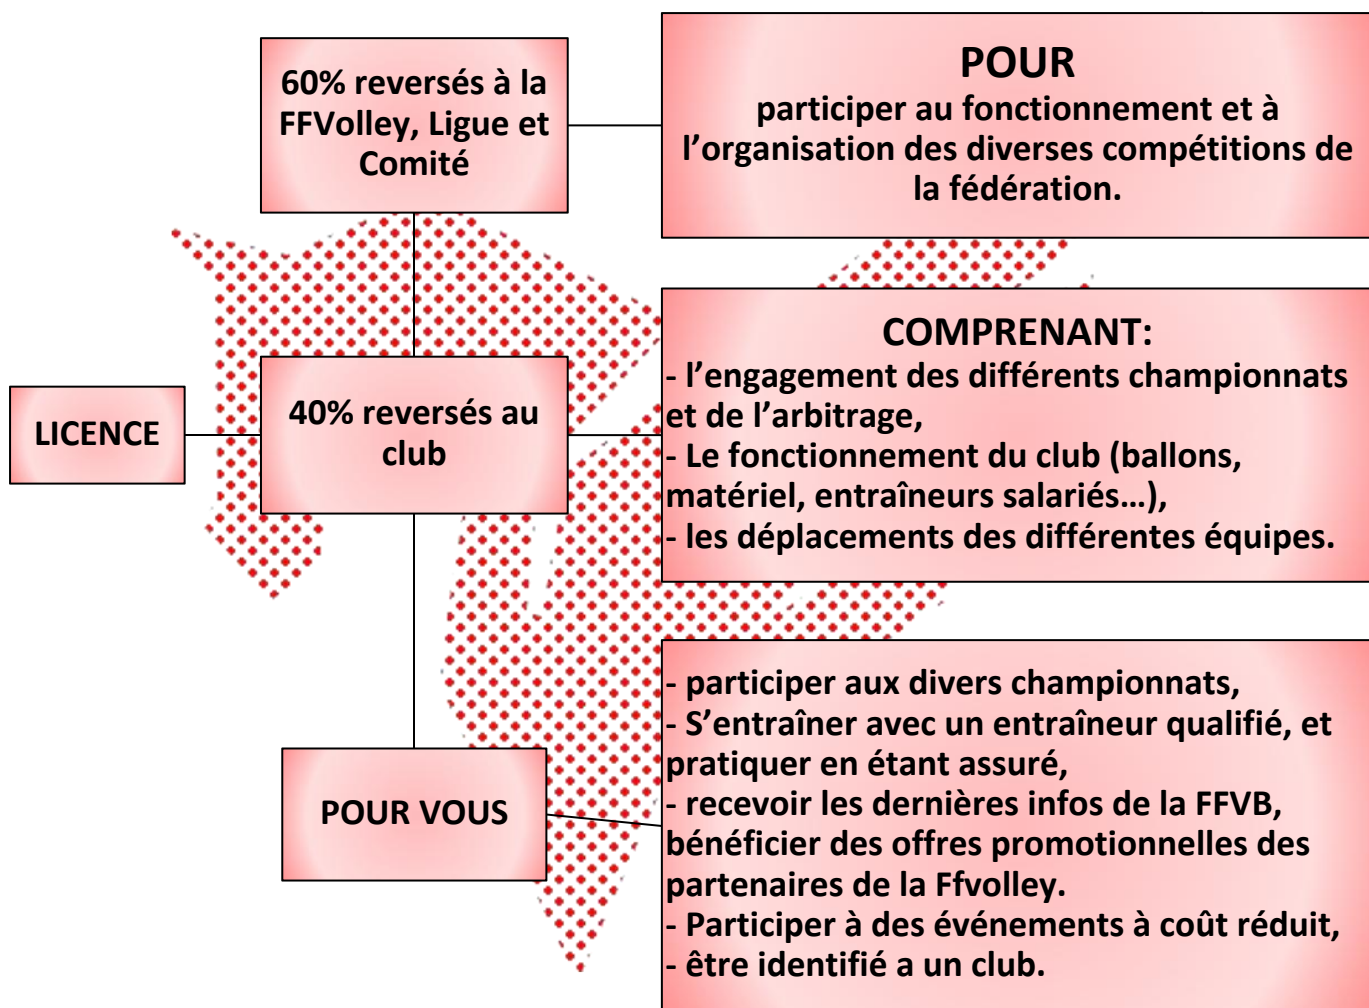 60% reversés à la
FFVolley, Ligue et
Comité
POUR
participer au fonctionnement et à
l’organisation des diverses compétitions de
la fédération.
LICENCE
40% reversés au
club
COMPRENANT:
- l’engagement des différents championnats
et de l’arbitrage,
- Le fonctionnement du club (ballons,
matériel, entraîneurs salariés…),
- les déplacements des différentes équipes.
POUR VOUS
- participer aux divers championnats,
- S’entraîner avec un entraîneur qualifié, et
pratiquer en étant assuré,
- recevoir les dernières infos de la FFVB,
bénéficier des offres promotionnelles des
partenaires de la Ffvolley.
- Participer à des événements à coût réduit,
- être identifié a un club.